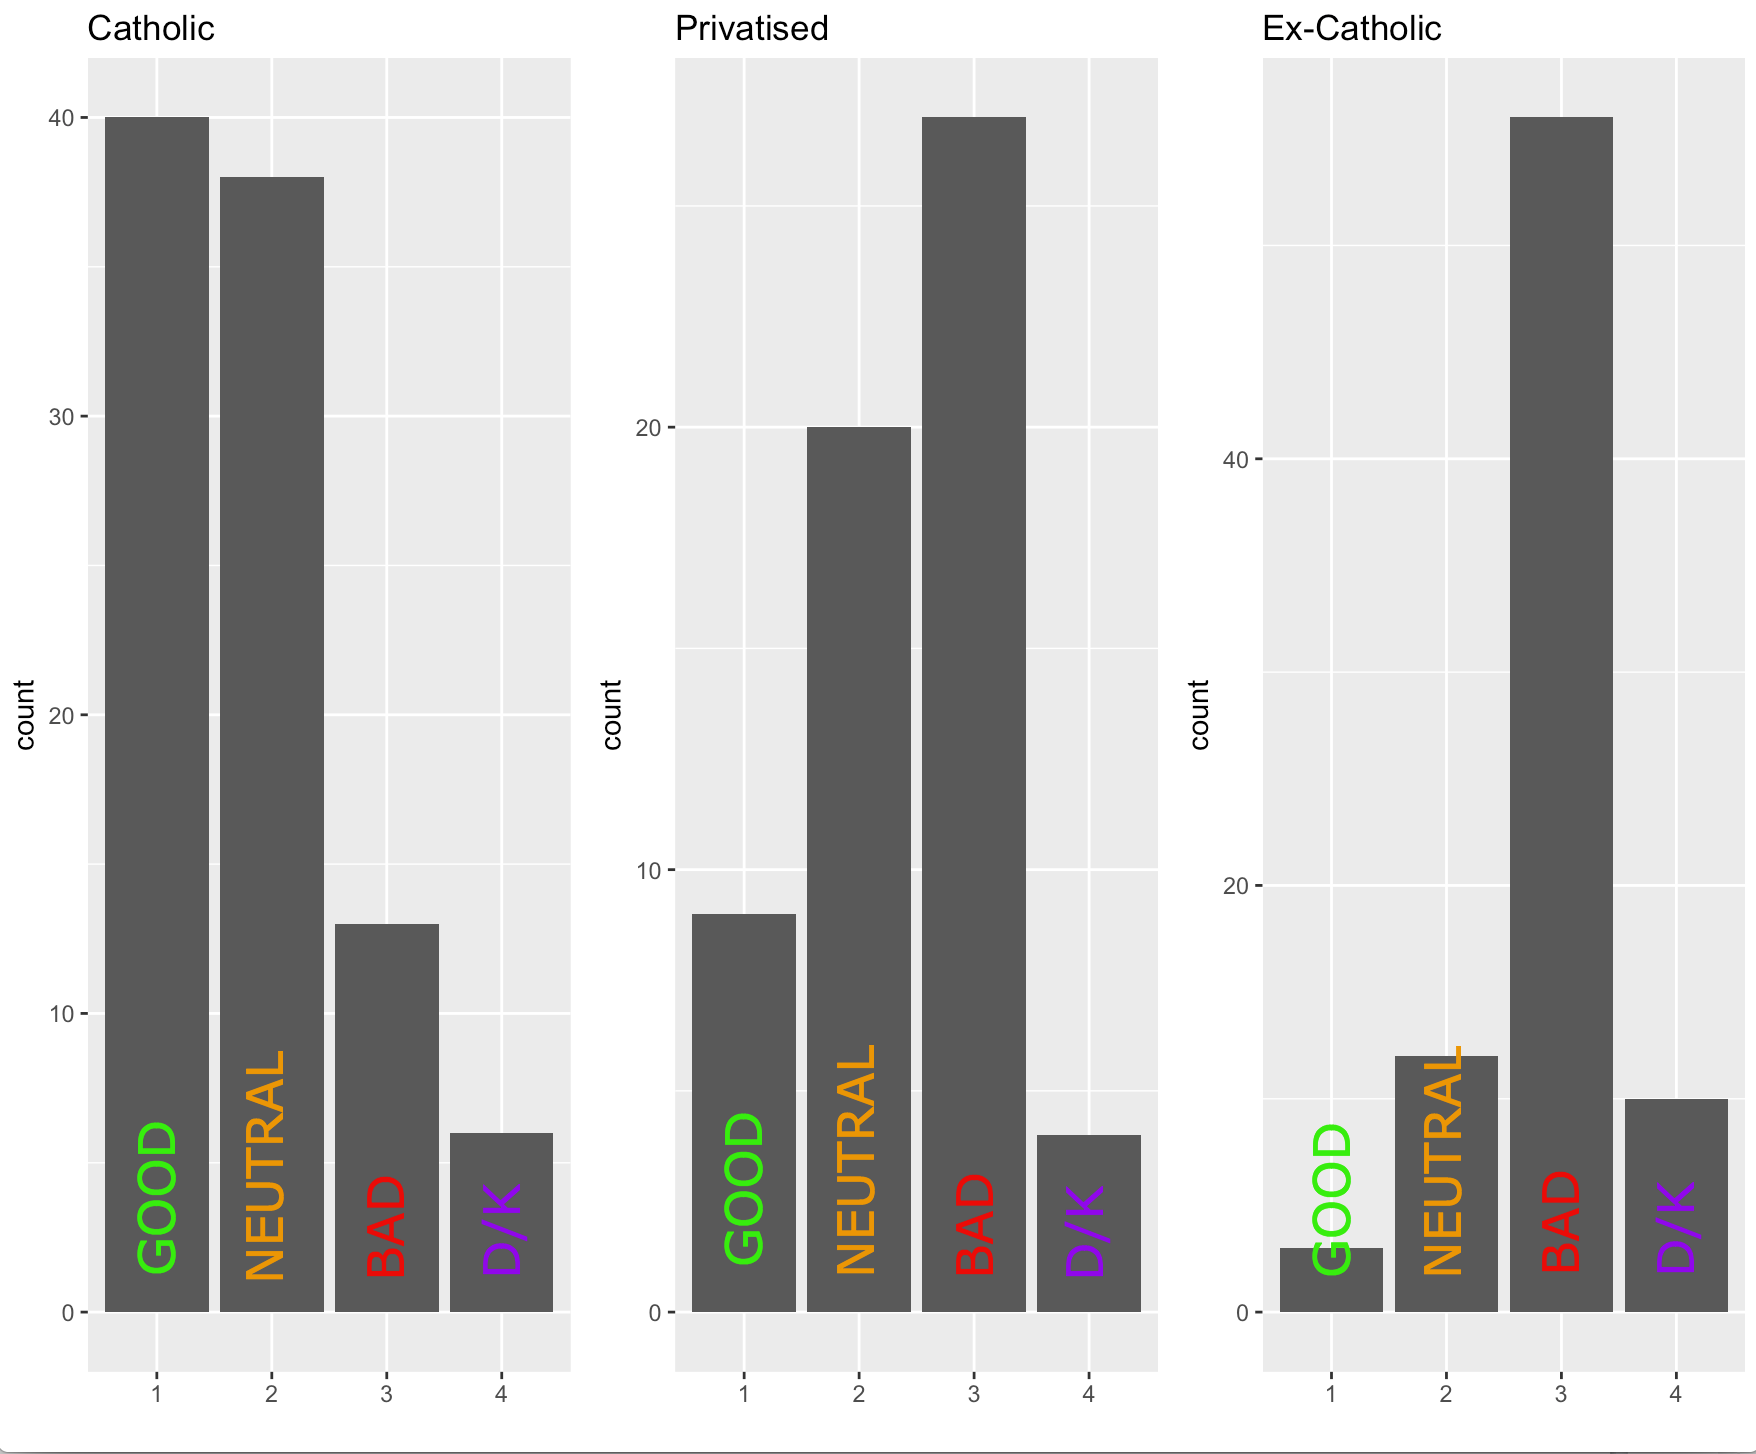 Catholic
count
40
30
20
10
0
GOOD
NEUTRAL
BAD
D/K
1 2 3 4
Privatised
count
20
10
0
GOOD
NEUTRAL
BAD
D/K
1 2 3 4
Ex-Catholic
count
40
20
0
GOOD
NEUTRAL
BAD
D/K
1 2 3 4